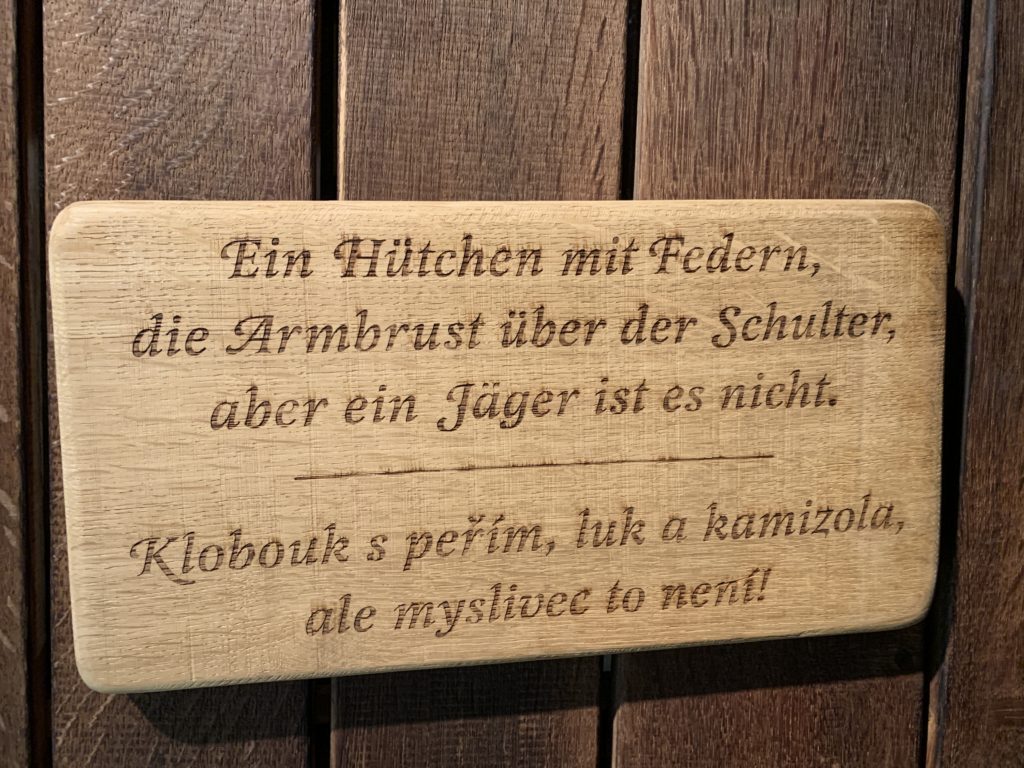 Ein Hütchen mit Federn,
die Armbrust über der Schulter,
aber ein Jäger ist es nicht.
Klobouk s peřím, luk a kamizola,
ale myslivec to není!